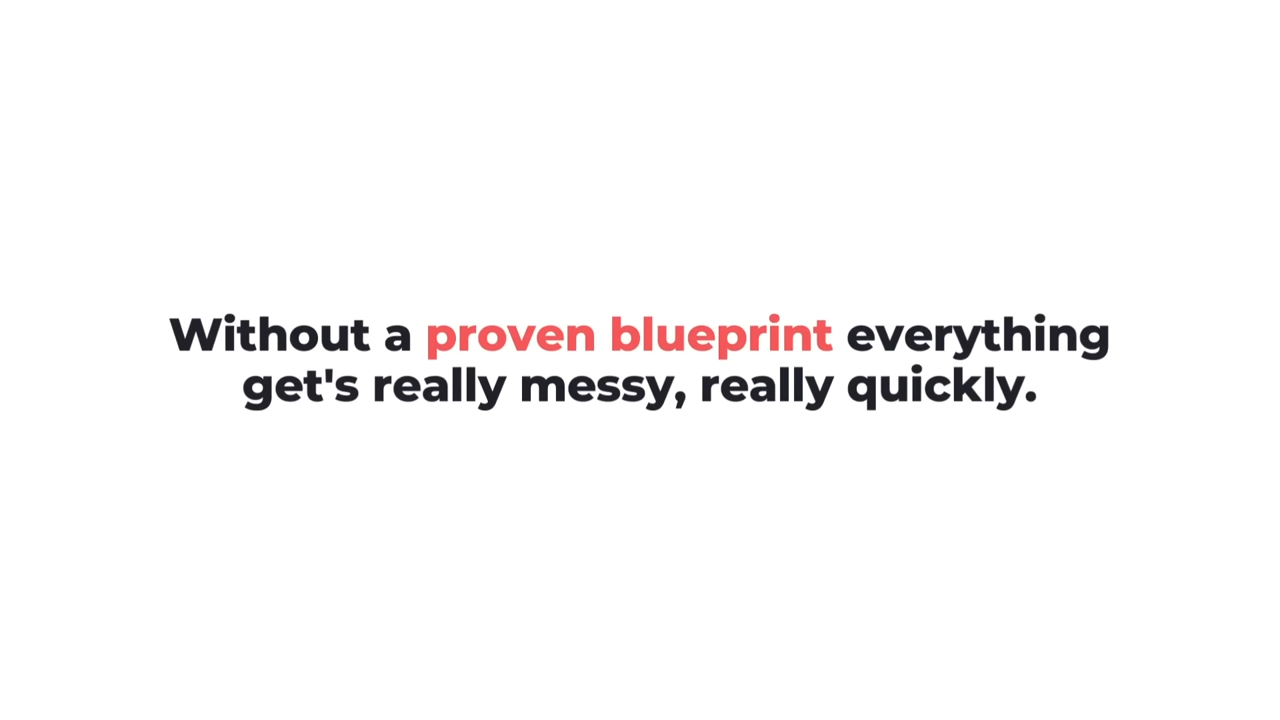 Without a proven blueprint everything
get's really messy, really quickly.